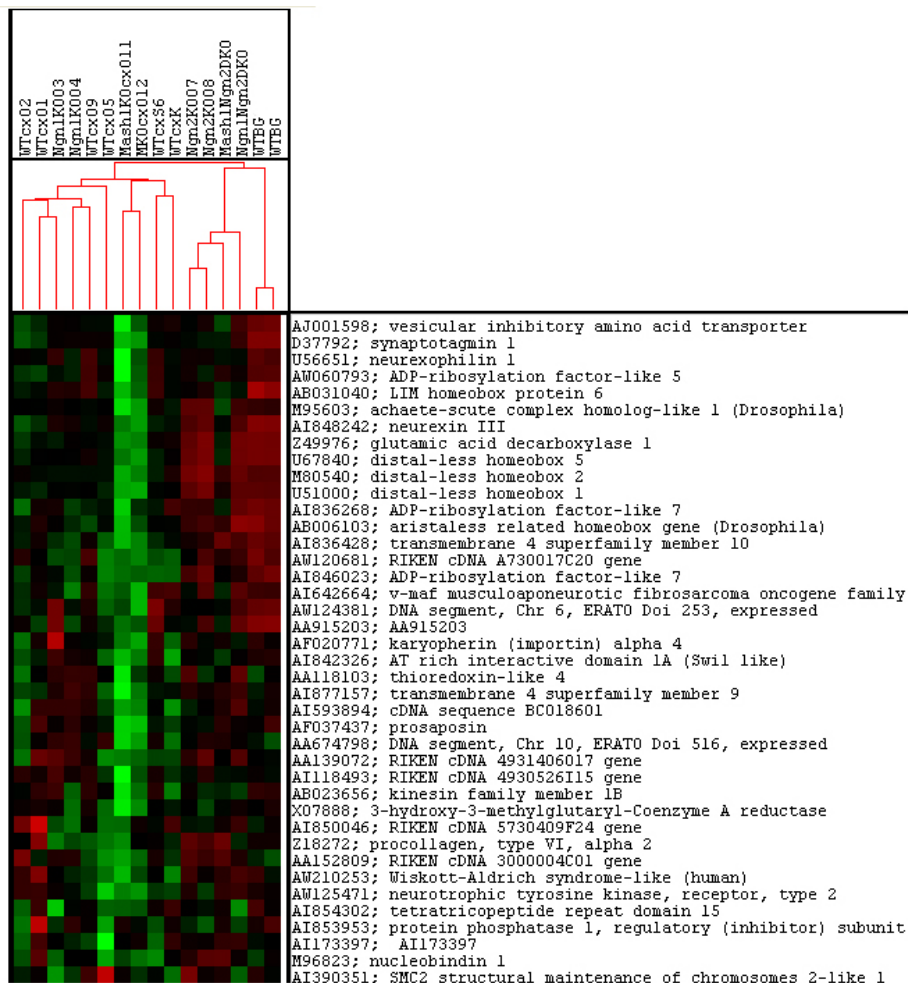 WTcx02
WTcx01
Ngn1K003
Ngn1K004
WTcx09
WTcx05
Mash1K0cx011
MK0cx012
WTcxS6
WTcxK
Ngn2K007
Ngn2K008
Mash1Ngn2DKO
Ngn1Ngn2DKO
WTBG
WTBG
AJ001598; vesicular inhibitory amino acid transporter
D37792; synaptotagmin 1
U56651; neurexophilin 1
AW060793; ADP-ribosylation factor-like 5
AB031040; LIM homeobox protein 6
M95603; achaete-scute complex homolog-like 1 (Drosophila)
AI848242; neurexin III
Z49976; glutamic acid decarboxylase 1
U67840; distal-less homeobox 5
M80540; distal-less homeobox 2
U51000; distal-less homeobox 1
AI836268; ADP-ribosylation factor-like 7
AB006103; aristaless related homeobox gene (Drosophila)
AI836428; transmembrane 4 superfamily member 10
AW120681; RIKEN cDNA A730017C20 gene
AI846023; ADP-ribosylation factor-like 7
AI642664; v-maf musculoaponeurotic fibrosarcoma oncogene family
AW124381; DNA segment, Chr 6, ERATO Doi 253, expressed
AA915203; AA915203
AF020771; karyopherin (importin) alpha 4
AI842326; AT rich interactive domain 1A (Swi1 like)
AA118103; thioredoxin-like 4
AI877157; transmembrane 4 superfamily member 9
AI593894; cDNA sequence BC018601
AF037437; prosaposin
AA674798; DNA segment, Chr 10, ERATO Doi 516, expressed
AA139072; RIKEN cDNA 4931406017 gene
AI118493; RIKEN cDNA 4930526I15 gene
AB023656; kinesin family member 1B
X07888; 3-hydroxy-3-methylglutaryl-Coenzyme A reductase
AI850046; RIKEN cDNA 5730409F24 gene
Z18272; procollagen, type VI, alpha 2
AA152809; RIKEN cDNA 3000004C01 gene
AW210253; Wiskott-Aldrich syndrome-like (human)
AW125471; neurotrophic tyrosine kinase, receptor, type 2
AI854302; tetratricopeptide repeat domain 15
AI853953; protein phosphatase 1, regulatory (inhibitor) subunit
AI173397; AI173397
M96823; nucleobindin 1
AI390351; SMC2 structural maintenance of chromosomes 2-like 1